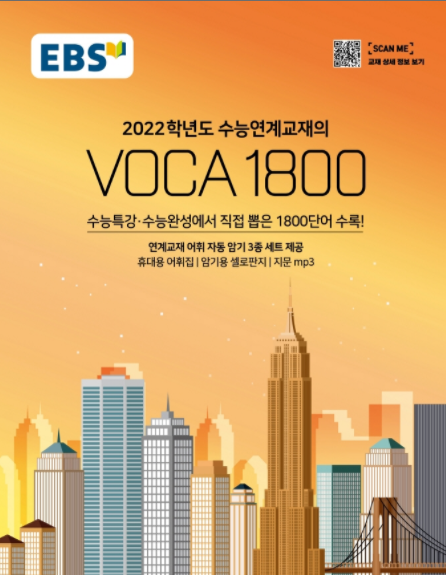 EBS
SCAN ME
교재 상세 정보 보기
2022학년도 수능연계교재의
VOCA 1800
수능특강·수능완성에서 직접 뽑은 1800단어 수록!
연계교재 어휘 자동 암기 3종 세트 제공
휴대용 어휘집 | 암기용 셀로판지 | 지문 mp3